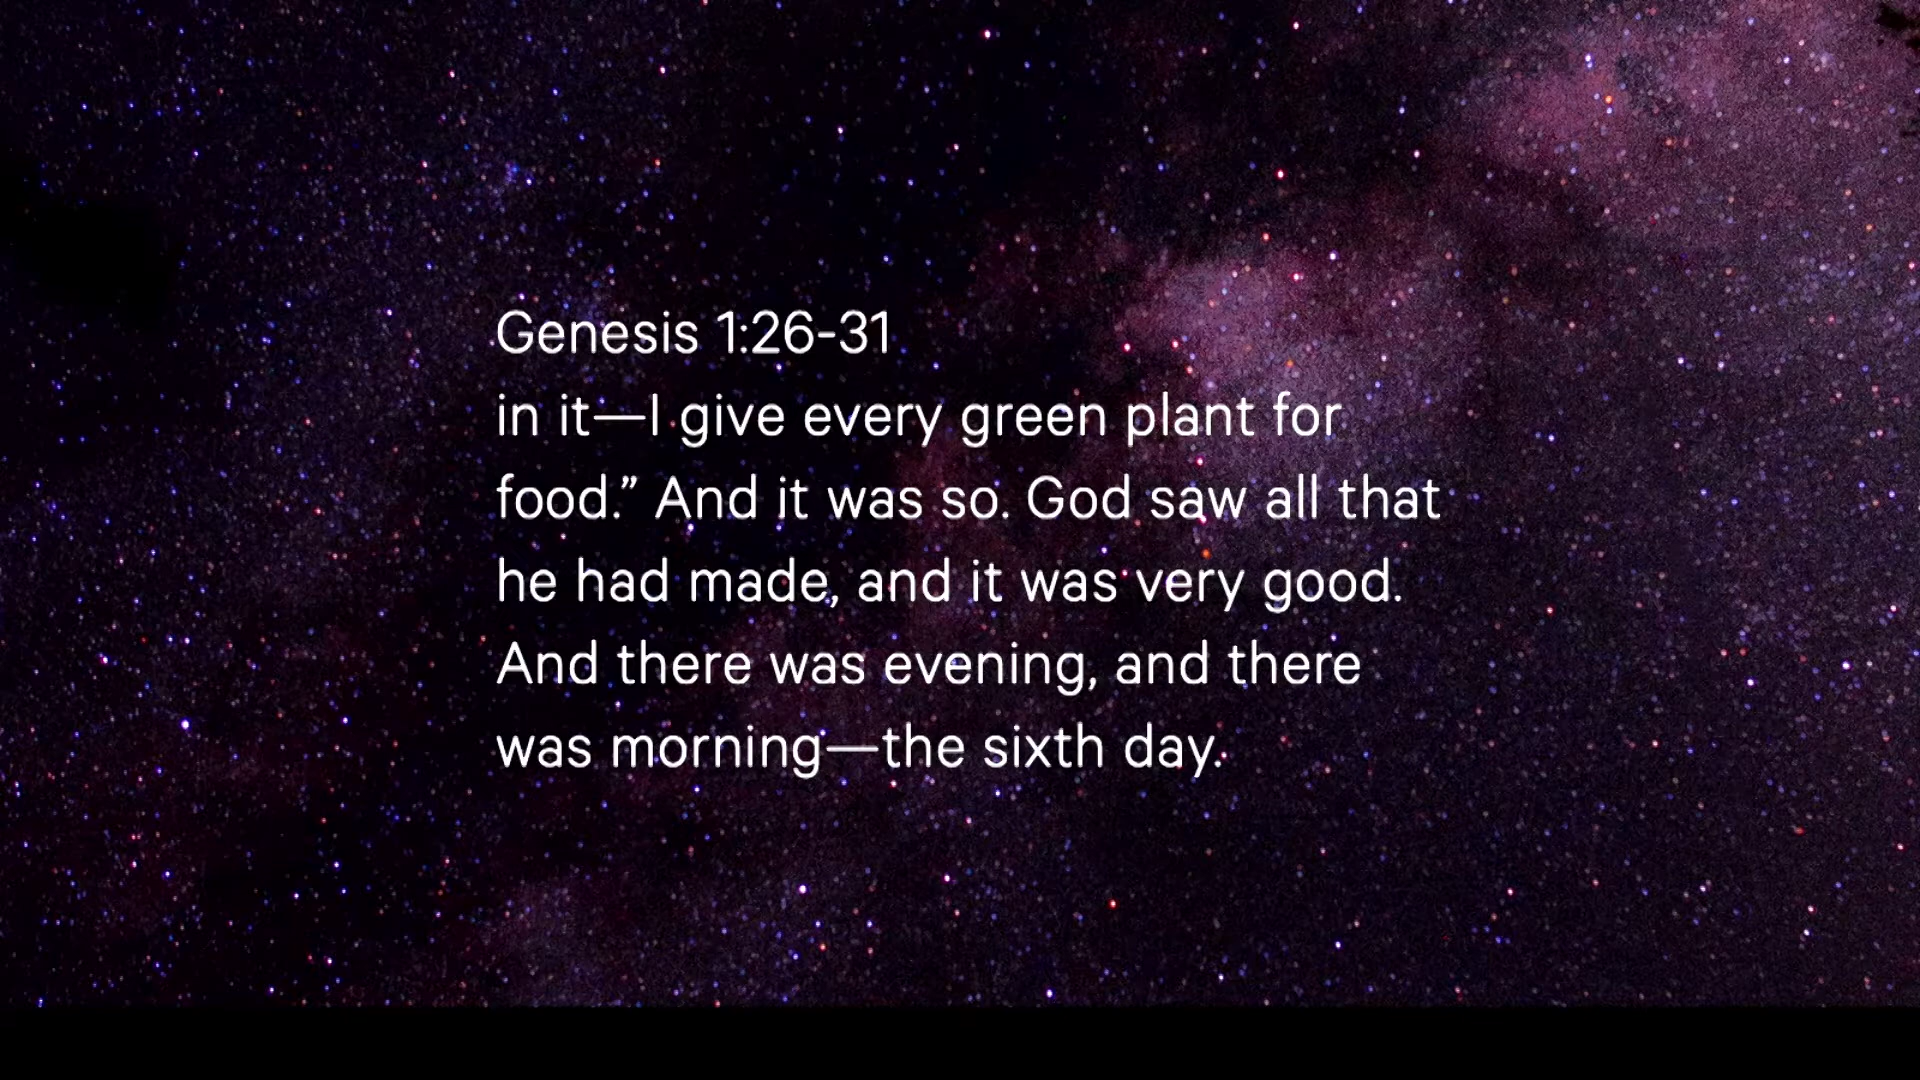 Genesis 1:26-31
in it—I give every green plant for
food.” And it was so. God saw all that
he had made, and it was very good.
And there was evening, and there
was morning—the sixth day.